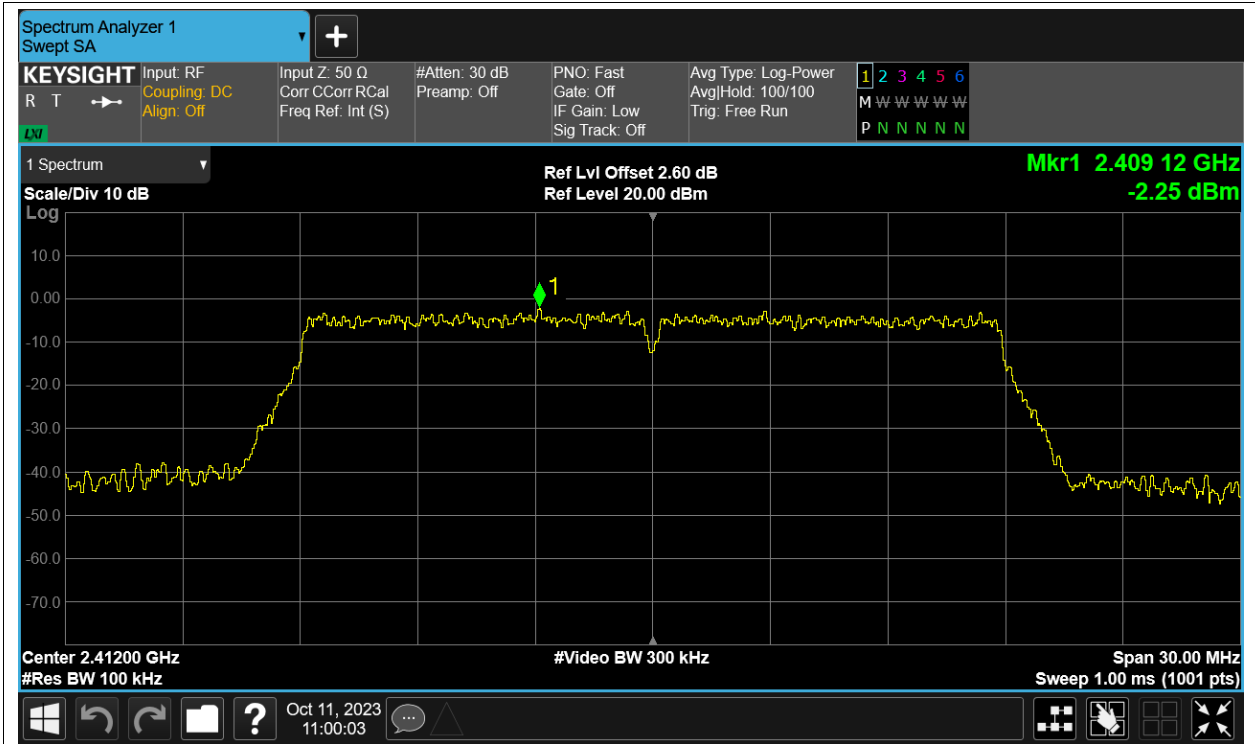 Spectrum Analyzer 1
Swept SA
+
KEYSIGHT
R T
LXI
Input: RF
Coupling: DC
Align: Off
Input Z: 50 Ω
Corr CCorr RCal
Freq Ref: Int (S)
#Atten: 30 dB
Preamp: Off
PNO: Fast
Gate: Off
IF Gain: Low
Sig Track: Off
Avg Type: Log-Power
Avg|Hold: 100/100
Trig: Free Run
1 2 3 4 5 6
M W W W W W
P N N N N N
1 Spectrum
Scale/Div 10 dB
Ref Lvl Offset 2.60 dB
Ref Level 20.00 dBm
Mkr1 2.409 12 GHz
-2.25 dBm
Log
10.0
0.00
-10.0
-20.0
-30.0
-40.0
-50.0
-60.0
-70.0
1
Center 2.41200 GHz
#Res BW 100 kHz
#Video BW 300 kHz
Span 30.00 MHz
Sweep 1.00 ms (1001 pts)
?
Oct 11, 2023
11:00:03